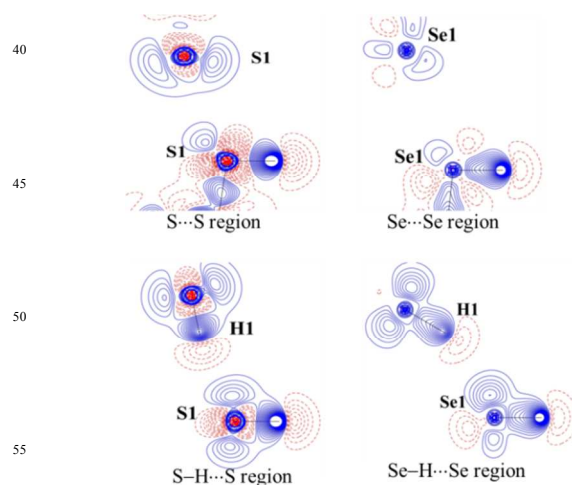 40
S1
Se1
S1
Se1
45
S···S region
Se···Se region
50
H1
H1
S1
Se1
55
S–H···S region
Se–H···Se region